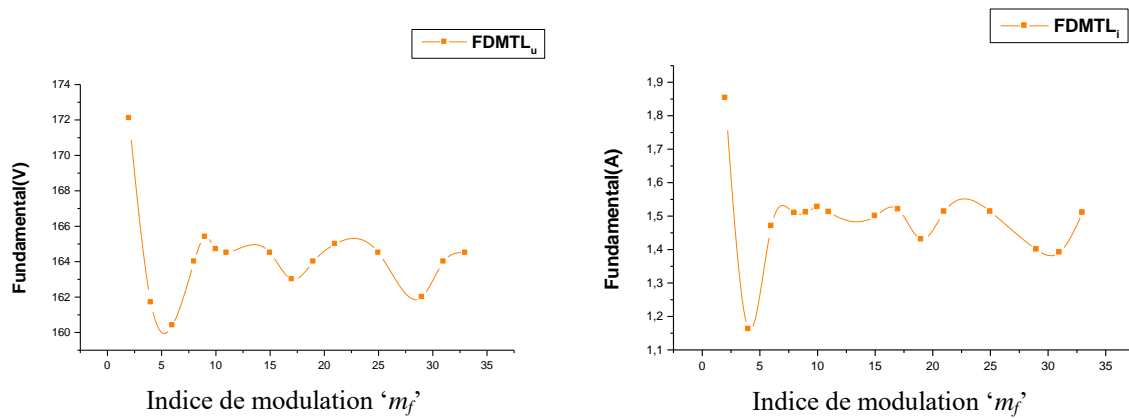 FDMTLu
174
172
170
168
166
164
162
160
Fundamental(V)
0 5 10 15 20 25 30 35
Indice de modulation ‘mf’
FDMTLi
1,9
1,8
1,7
1,6
1,5
1,4
1,3
1,2
1,1
Fundamental(A)
0 5 10 15 20 25 30 35
Indice de modulation ‘mf’